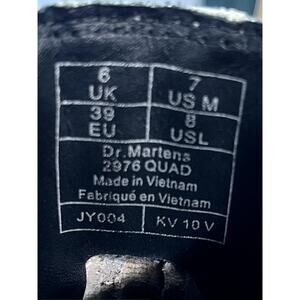 6 7
UK US M
39 8
EU USL
Dr.Martens
2976 QUAD
Made in Vietnam
Fabriqué en Vietnam
JY004 KV 10 V